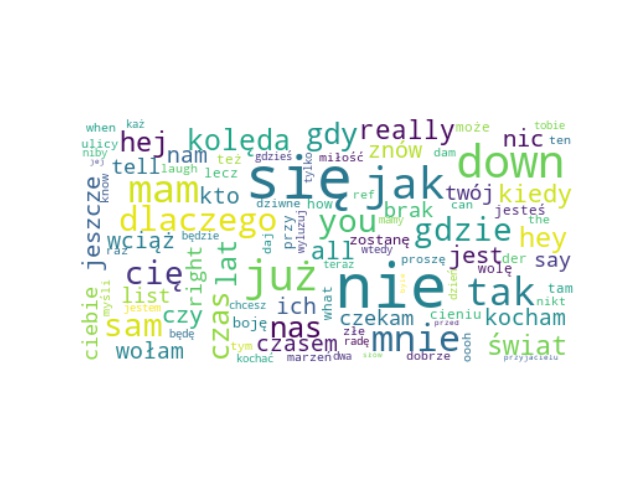 when każ
ulicy hej kolęda gdy really może tobie
niby nic ten
jej tell nam też gdzieś miłość znów dam down
laugh lecz tylko
know mam kto się jak twój kiedy
jeszcze dziwne how ref brak can jesteś
dlaczego przy wyluzuj you mamy gdzie the hey
wciąż będzie daj all zostanę
raz wtedy jest der say
cię lat już teraz proszę wolę
right nie dzień tak tam
myśli list jestem chcesz ich what nikt
ciebie sam czy czas boję nas czekam cieniu kocham
będę złe przed
wołam tym czasem radę mnie oooh świat
kochać marzeń dwa słów dobrze przyjacielu